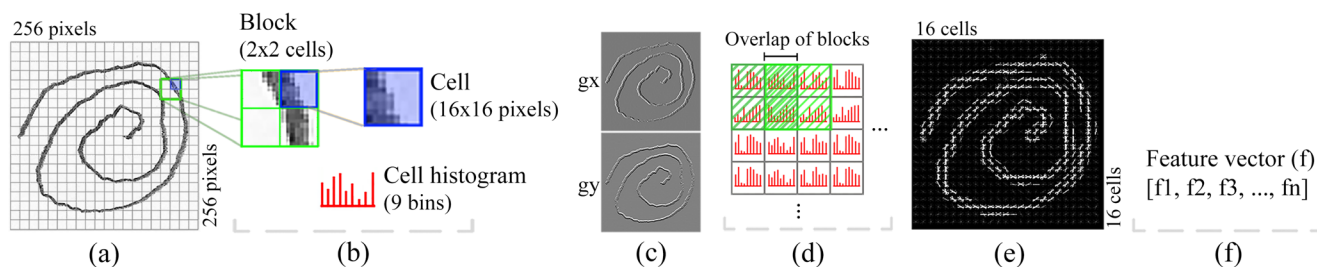 256 pixels
256 pixels
(a)
Block
(2x2 cells)
Cell
(16x16 pixels)
Cell histogram
(9 bins)
(b)
gx
gy
(c)
Overlap of blocks
...
...
(d)
16 cells
16 cells
(e)
Feature vector (f)
[f1, f2, f3, ..., fn]
(f)